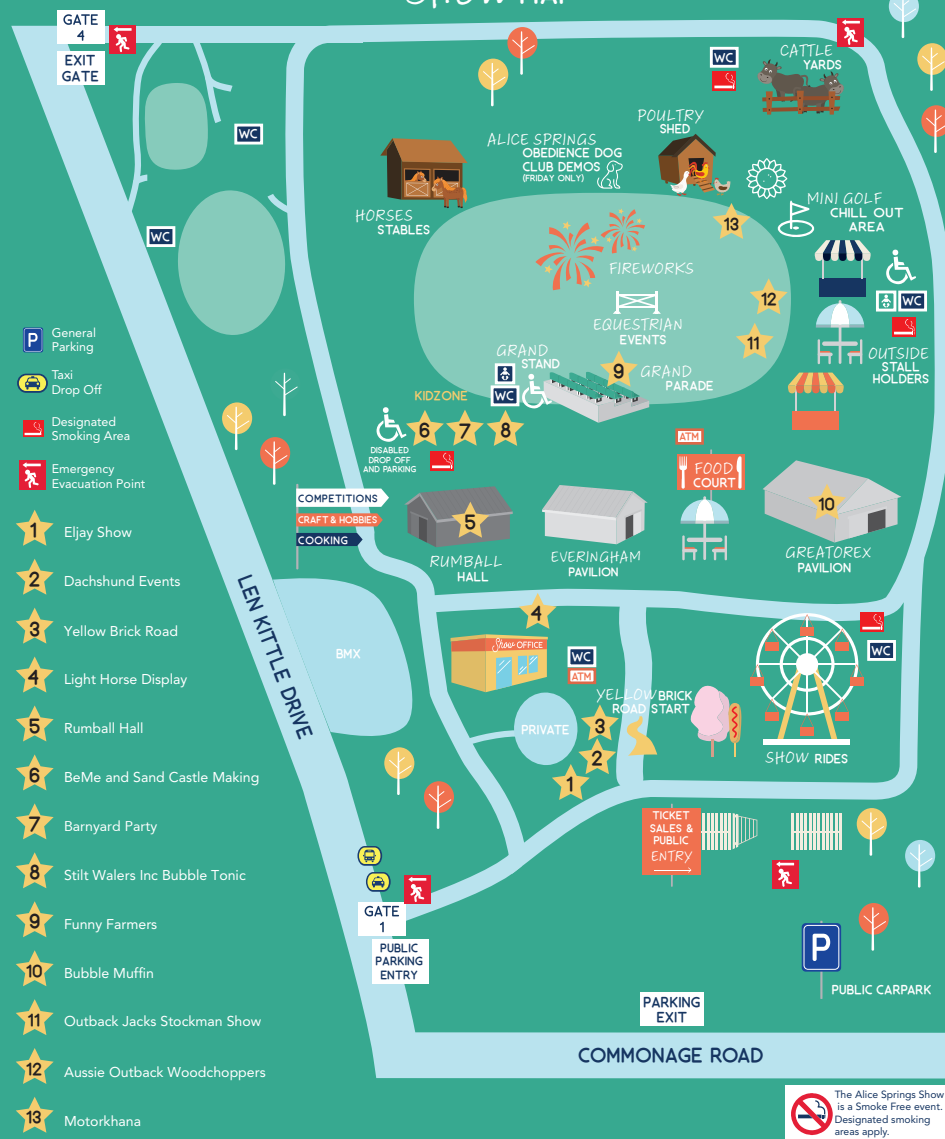 SHOW MAP
GATE
4
EXIT
GATE
WC
CATTLE
YARDS
WC
POULTRY
SHED
ALICE SPRINGS
OBEDIENCE DOG
CLUB DEMOS
(FRIDAY ONLY)
HORSES
STABLES
MINI GOLF
CHILL OUT
AREA
WC
13
FIREWORKS
12
WC
EQUESTRIAN
EVENTS
11
OUTSIDE
STALL
HOLDERS
GRAND
STAND
9
GRAND
PARADE
WC
KIDZONE
6
7
8
DISABLED
DROP OFF
AND PARKING
ATM
FOOD
COURT
COMPETITIONS
CRAFT & HOBBIES
COOKING
5
RUMBALL
HALL
EVERINGHAM
PAVILION
10
GREATOREX
PAVILION
LEN KITTLE DRIVE
BMX
4
Show OFFICE
WC
ATM
WC
YELLOW BRICK
ROAD START
PRIVATE
3
2
1
SHOW RIDES
TICKET
SALES &
PUBLIC
ENTRY
GATE
1
PUBLIC
PARKING
ENTRY
P
PUBLIC CARPARK
PARKING
EXIT
COMMONAGE ROAD
P
General
Parking
Taxi
Drop Off
Designated
Smoking Area
Emergency
Evacuation Point
1 Eljay Show
2 Dachshund Events
3 Yellow Brick Road
4 Light Horse Display
5 Rumball Hall
6 BeMe and Sand Castle Making
7 Barnyard Party
8 Stilt Walers Inc Bubble Tonic
9 Funny Farmers
10 Bubble Muffin
11 Outback Jacks Stockman Show
12 Aussie Outback Woodchoppers
13 Motorkhana
The Alice Springs Show
is a Smoke Free event.
Designated smoking
areas apply.